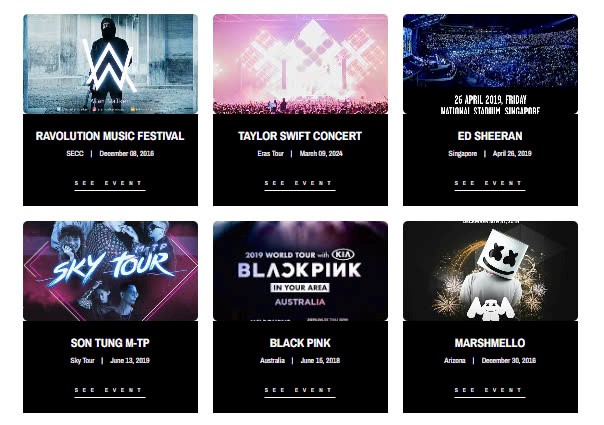 Alan Walker
26 APRIL 2019, FRIDAY
NATIONAL STADIUM, SINGAPORE
RAVOLUTION MUSIC FESTIVAL
SECC | December 08, 2016
SEE EVENT
TAYLOR SWIFT CONCERT
Eras Tour | March 09, 2024
SEE EVENT
ED SHEERAN
Singapore | April 26, 2019
SEE EVENT
M-TP
SKY TOUR
2019 WORLD TOUR with KIA
BLACKPINK
IN YOUR AREA
AUSTRALIA
SON TUNG M-TP
Sky Tour | June 13, 2019
SEE EVENT
BLACK PINK
Australia | June 15, 2018
SEE EVENT
MARSHMELLO
Arizona | December 30, 2016
SEE EVENT